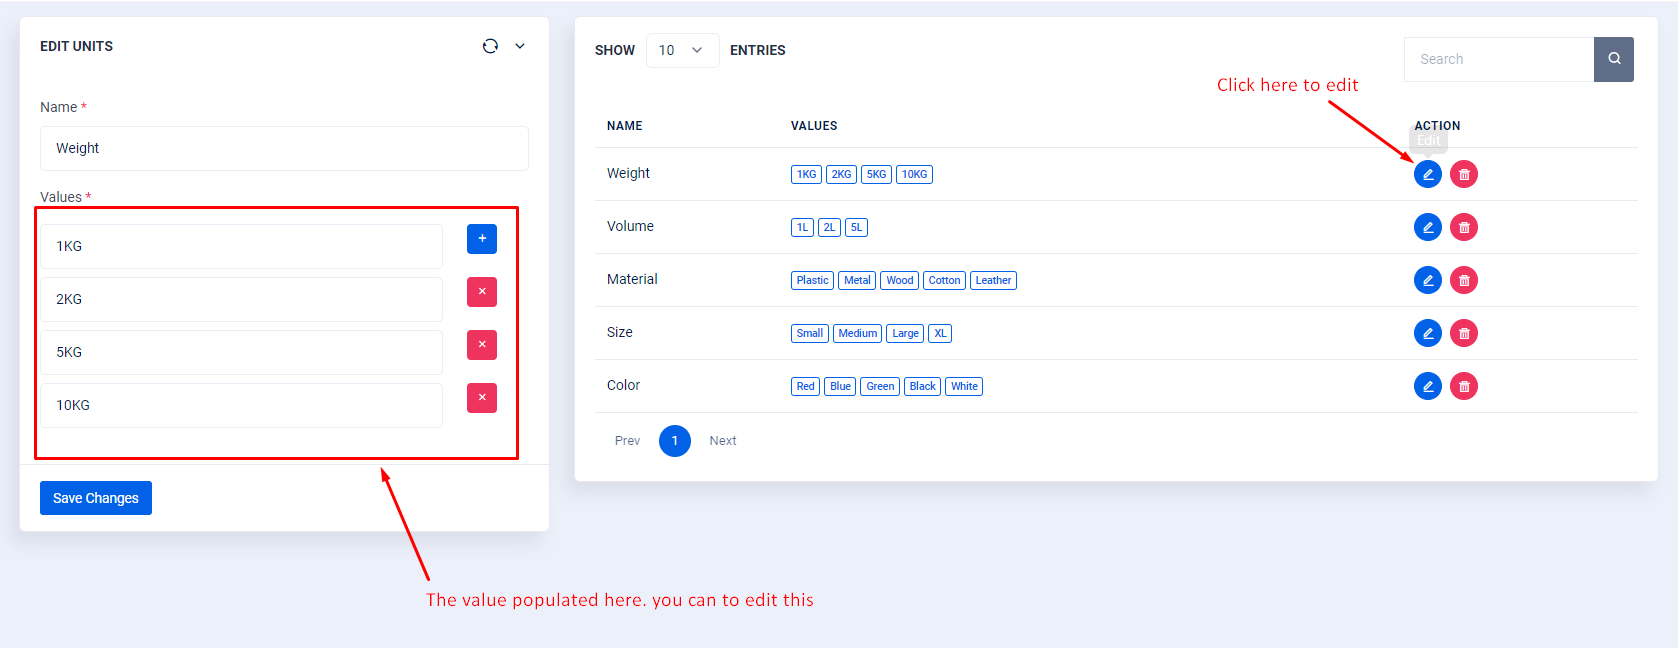 EDIT UNITS
Name *
Weight
Values *
1KG
+
2KG
×
5KG
×
10KG
×
Save Changes
SHOW 10 ENTRIES
Search
Click here to edit
NAME VALUES ACTION
Edit
Weight 1KG 2KG 5KG 10KG
Volume 1L 2L 5L
Material Plastic Metal Wood Cotton Leather
Size Small Medium Large XL
Color Red Blue Green Black White
Prev 1 Next
The value populated here. you can to edit this